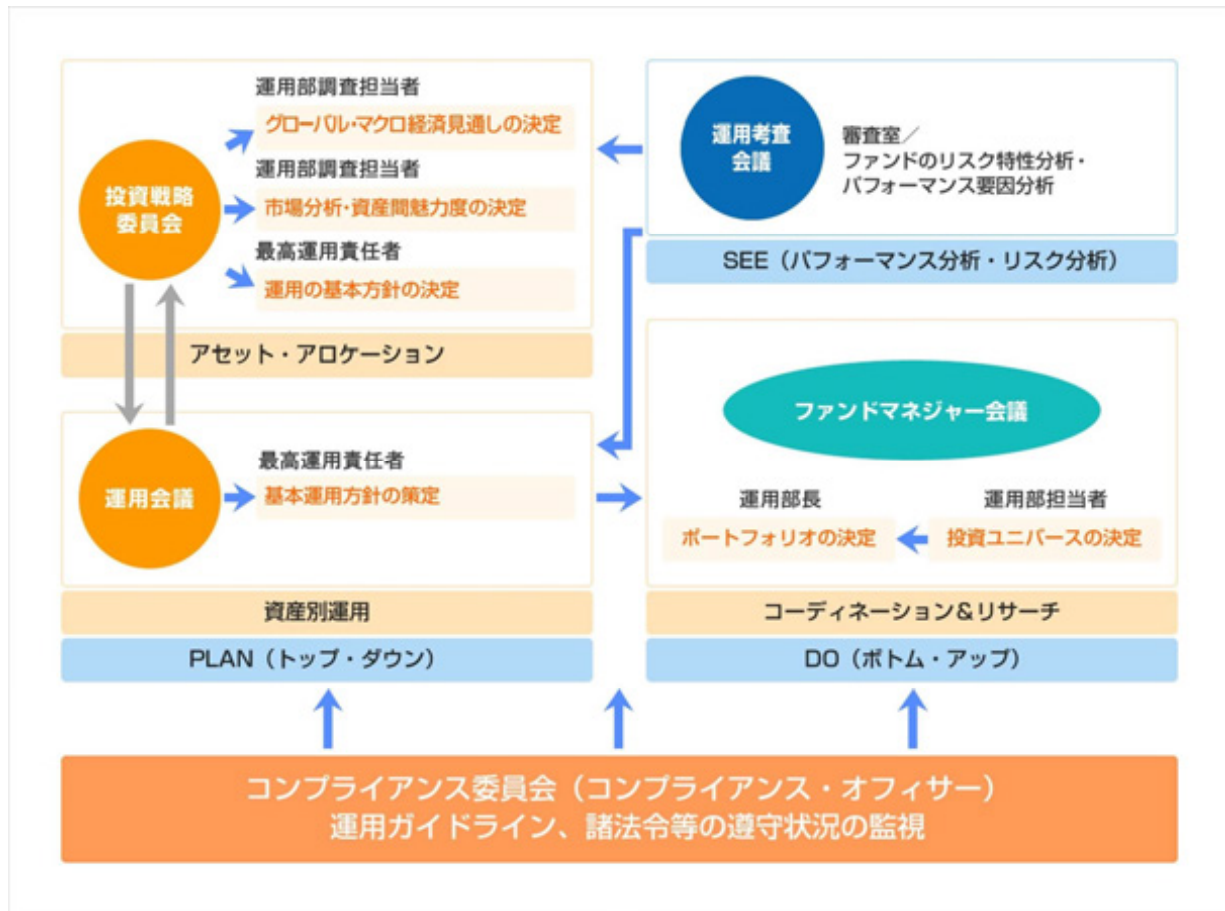 運用部調査担当者
グローバル・マクロ経済見通しの決定
運用部調査担当者
投資戦略
委員会
市場分析・資産間魅力度の決定
最高運用責任者
運用の基本方針の決定
アセット・アロケーション
運用考査
会議
審査室／
ファンドのリスク特性分析・
パフォーマンス要因分析
SEE（パフォーマンス分析・リスク分析）
運用会議
最高運用責任者
基本運用方針の策定
資産別運用
PLAN（トップ・ダウン）
ファンドマネジャー会議
運用部長
運用部担当者
ポートフォリオの決定
投資ユニバースの決定
コーディネーション＆リサーチ
DO（ボトム・アップ）
コンプライアンス委員会（コンプライアンス・オフィサー）
運用ガイドライン、諸法令等の遵守状況の監視